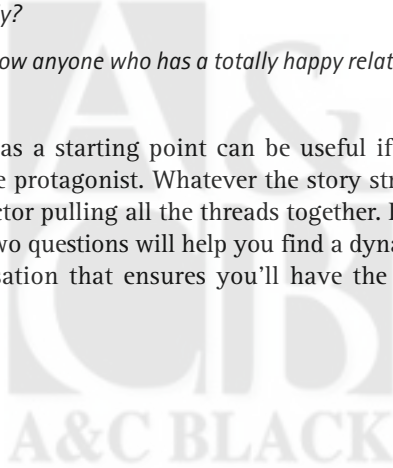 y?
ow anyone who has a totally happy relat
as a starting point can be useful if
e protagonist. Whatever the story str
ctor pulling all the threads together.
wo questions will help you find a dyna
sation that ensures you'll have the
A &
C B
A&C BLACK